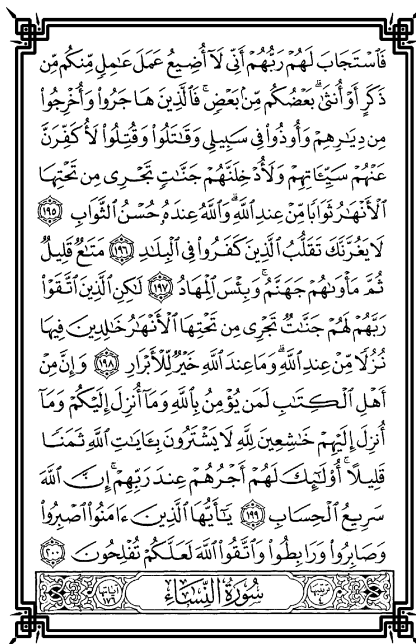 فَٱسْتَجَابَ لَهُمْ رَبُّهُمْ أَنِّي لَآ أُضِيعُ عَمَلَ عَٰمِلٍ مِّنكُم مِّن
ذَكَرٍ أَوْ أُنثَىٰ ۖ بَعْضُكُم مِّنۢ بَعْضٍ ۖ فَٱلَّذِينَ هَاجَرُوا۟ وَأُخْرِجُوا۟
مِن دِيَٰرِهِمْ وَأُوذُوا۟ فِي سَبِيلِي وَقَٰتَلُوا۟ وَقُتِلُوا۟ لَأُكَفِّرَنَّ
عَنْهُمْ سَيِّـَٔاتِهِمْ وَلَأُدْخِلَنَّهُمْ جَنَّٰتٍ تَجْرِي مِن تَحْتِهَا
ٱلْأَنْهَٰرُ ثَوَابًا مِّنْ عِندِ ٱللَّهِ ۗ وَٱللَّهُ عِندَهُۥ حُسْنُ ٱلثَّوَابِ ١٩٥
لَا يَغُرَّنَّكَ تَقَلُّبُ ٱلَّذِينَ كَفَرُوا۟ فِي ٱلْبِلَٰدِ ١٩٦ مَتَٰعٌ قَلِيلٌ
ثُمَّ مَأْوَىٰهُمْ جَهَنَّمُ ۚ وَبِئْسَ ٱلْمِهَادُ ١٩٧ لَٰكِنِ ٱلَّذِينَ ٱتَّقَوْا۟
رَبَّهُمْ لَهُمْ جَنَّٰتٌ تَجْرِي مِن تَحْتِهَا ٱلْأَنْهَٰرُ خَٰلِدِينَ فِيهَا
نُزُلًا مِّنْ عِندِ ٱللَّهِ ۗ وَمَا عِندَ ٱللَّهِ خَيْرٌ لِّلْأَبْرَارِ ١٩٨ وَإِنَّ مِنْ
أَهْلِ ٱلْكِتَٰبِ لَمَن يُؤْمِنُ بِٱللَّهِ وَمَآ أُنزِلَ إِلَيْكُمْ وَمَآ
أُنزِلَ إِلَيْهِمْ خَٰشِعِينَ لِلَّهِ لَا يَشْتَرُونَ بِـَٔايَٰتِ ٱللَّهِ ثَمَنًا
قَلِيلًا ۗ أُو۟لَٰٓئِكَ لَهُمْ أَجْرُهُمْ عِندَ رَبِّهِمْ ۗ إِنَّ ٱللَّهَ
سَرِيعُ ٱلْحِسَابِ ١٩٩ يَٰٓأَيُّهَا ٱلَّذِينَ ءَامَنُوا۟ ٱصْبِرُوا۟
وَصَابِرُوا۟ وَرَابِطُوا۟ وَٱتَّقُوا۟ ٱللَّهَ لَعَلَّكُمْ تُفْلِحُونَ ٢٠٠
سُورَةُ النِّسَاءِ